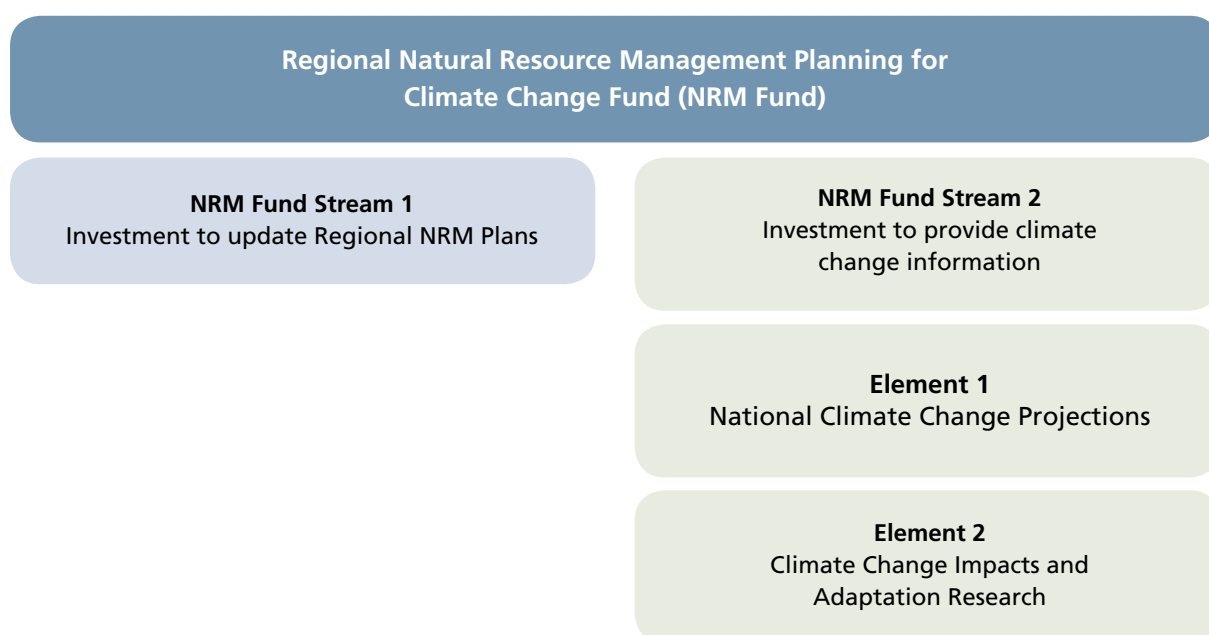 Regional Natural Resource Management Planning for
Climate Change Fund (NRM Fund)
NRM Fund Stream 1
Investment to update Regional NRM Plans
NRM Fund Stream 2
Investment to provide climate
change information
Element 1
National Climate Change Projections
Element 2
Climate Change Impacts and
Adaptation Research